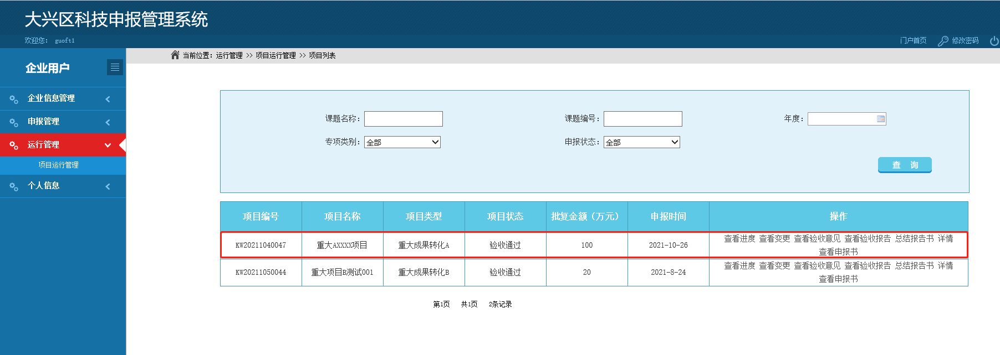 大兴区科技申报管理系统
欢迎您： guoft1
门户首页 修改密码
企业用户
当前位置：运行管理 >> 项目运行管理 >> 项目列表
企业信息管理
申报管理
运行管理
项目运行管理
个人信息
课题名称： 课题编号： 年度：
专项类别： 全部 申报状态： 全部
查 询
项目编号 项目名称 项目类型 项目状态 批复金额（万元） 申报时间 操作
KW20211040047 重大AXXXX项目 重大成果转化A 验收通过 100 2021-10-26 查看进度 查看变更 查看验收意见 查看验收报告 总结报告书 详情
查看申报书
KW20211050044 重大项目B测试001 重大成果转化B 验收通过 20 2021-8-24 查看进度 查看变更 查看验收意见 查看验收报告 总结报告书 详情
查看申报书
第1页 共1页 2条记录